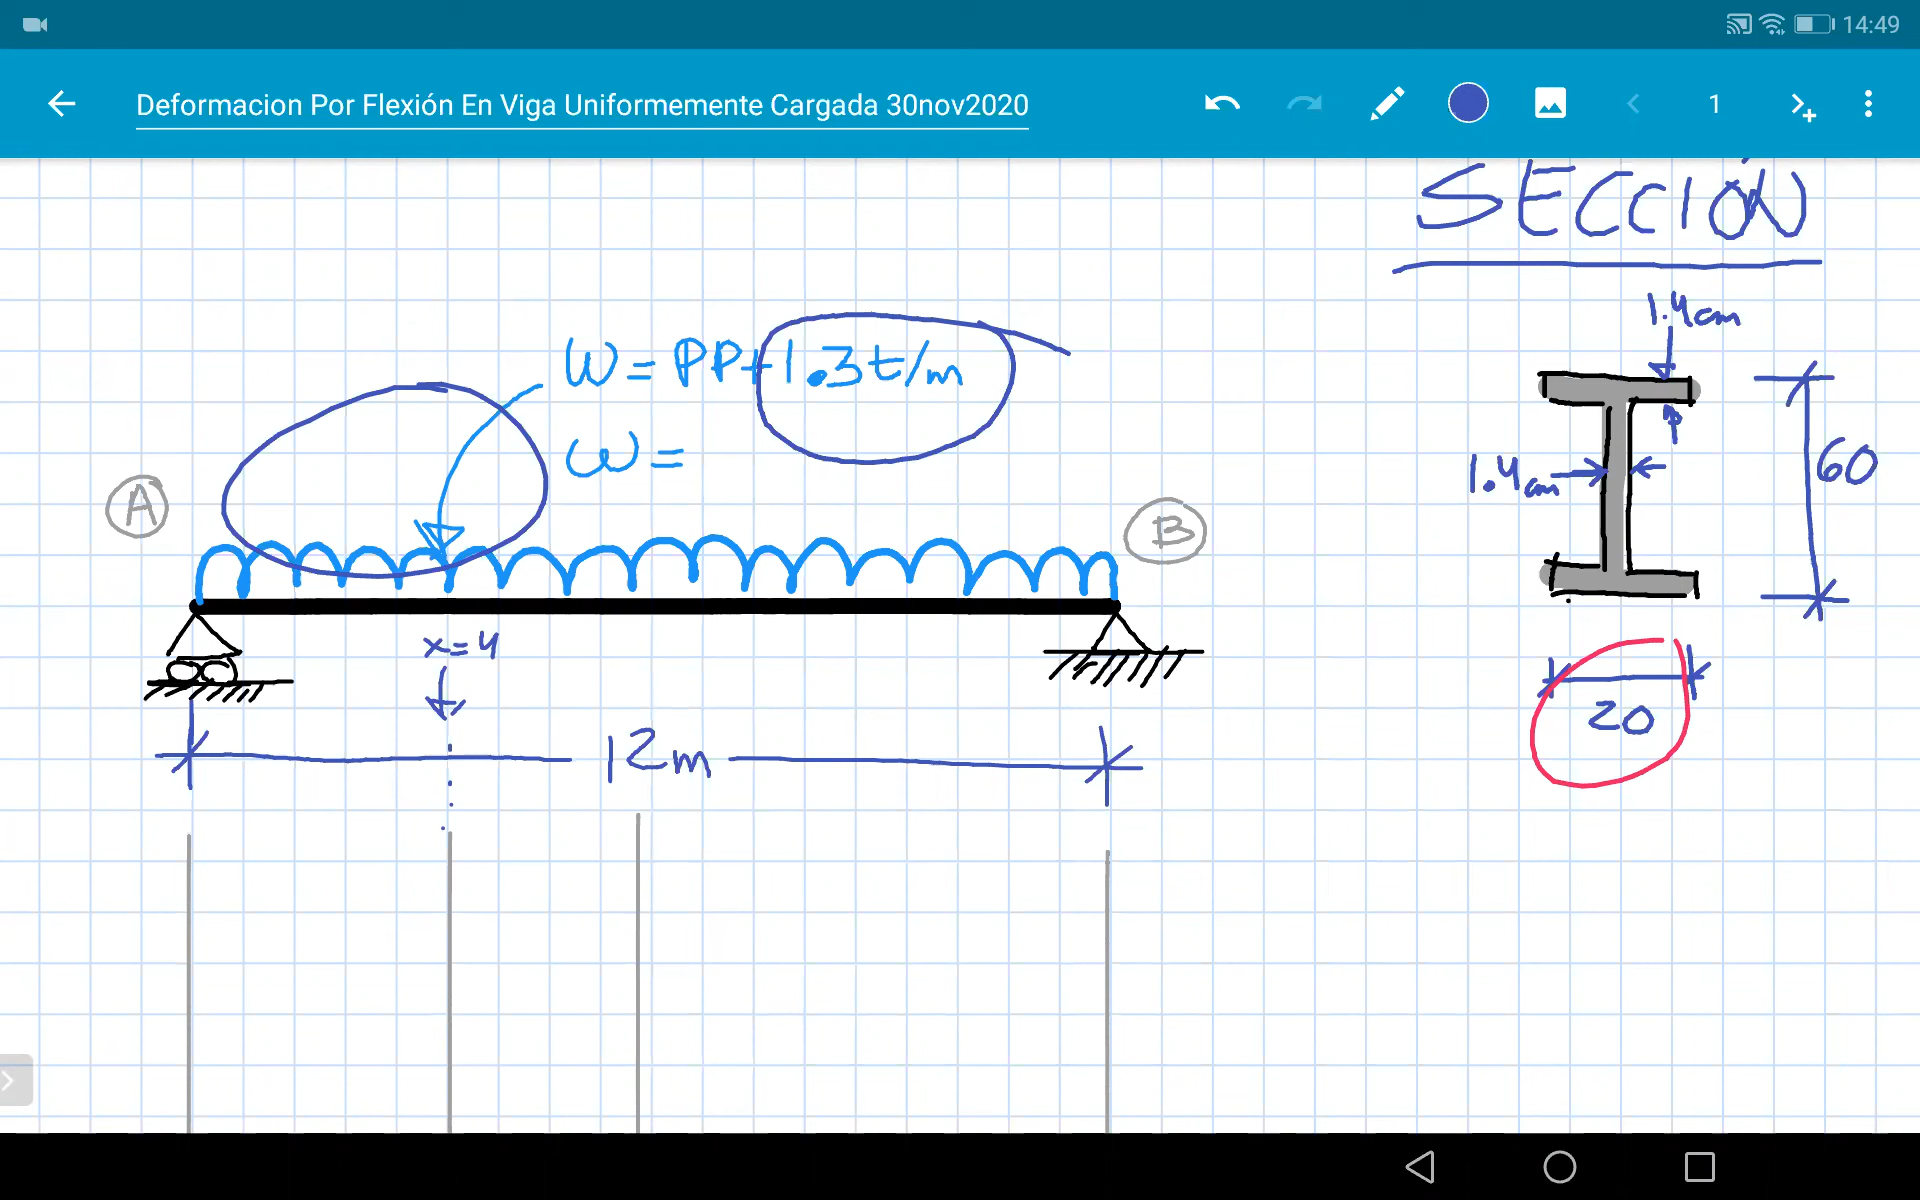 14:49
Deformacion Por Flexión En Viga Uniformemente Cargada 30nov2020
1
SECCIÓN
1.4cm
W=PP+1.3t/m
ω=
60
1.4cm
A
B
x=4
20
12m